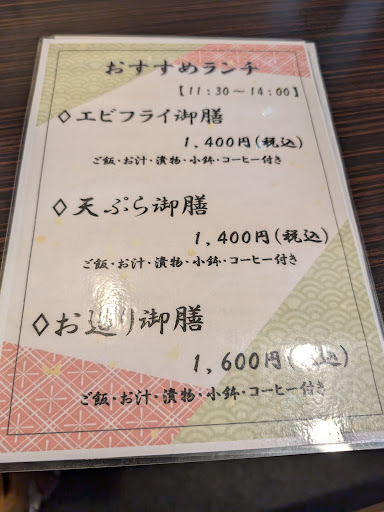 おすすめランチ
【11:30～14:00】
◇エビフライ御膳
1,400円(税込)
ご飯・お汁・漬物・小鉢・コーヒー付き
◇天ぷら御膳
1,400円(税込)
ご飯・お汁・漬物・小鉢・コーヒー付き
◇お造り御膳
1,600円(税込)
ご飯・お汁・漬物・小鉢・コーヒー付き